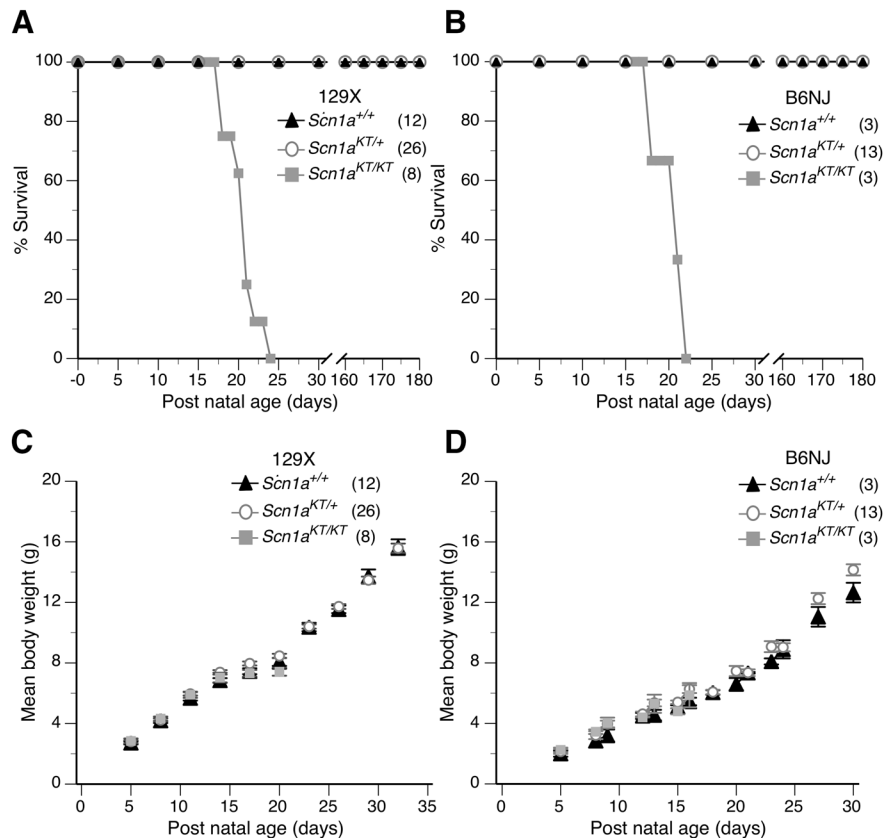 A
129X
Scn1a+/+ (12)
Scn1aKT/+ (26)
Scn1aKT/KT (8)
% Survival
100
80
60
40
20
0
-0 5 10 15 20 25 30 160 170 180
Post natal age (days)
B
B6NJ
Scn1a+/+ (3)
Scn1aKT/+ (13)
Scn1aKT/KT (3)
% Survival
100
80
60
40
20
0
0 5 10 15 20 25 30 160 170 180
Post natal age (days)
C
129X
Scn1a+/+ (12)
Scn1aKT/+ (26)
Scn1aKT/KT (8)
Mean body weight (g)
20
16
12
8
4
0
0 5 10 15 20 25 30 35
Post natal age (days)
D
B6NJ
Scn1a+/+ (3)
Scn1aKT/+ (13)
Scn1aKT/KT (3)
Mean body weight (g)
20
16
12
8
4
0
0 5 10 15 20 25 30
Post natal age (days)